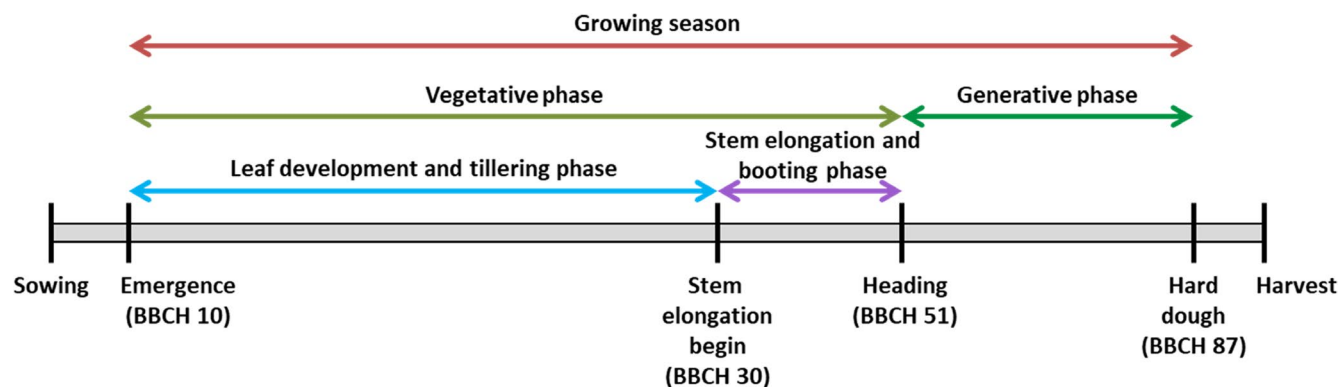 Growing season
Vegetative phase
Generative phase
Leaf development and tillering phase
Stem elongation and
booting phase
Sowing
Emergence
(BBCH 10)
Stem
elongation
begin
(BBCH 30)
Heading
(BBCH 51)
Hard
dough
(BBCH 87)
Harvest